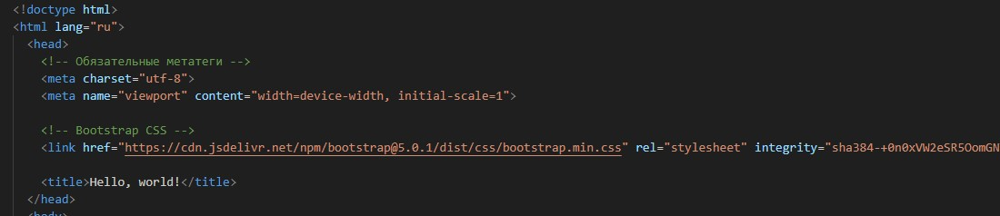 <!doctype html>
<html lang="ru">
<head>
<!-- Обязательные метатеги -->
<meta charset="utf-8">
<meta name="viewport" content="width=device-width, initial-scale=1">
<!-- Bootstrap CSS -->
<link href="https://cdn.jsdelivr.net/npm/bootstrap@5.0.1/dist/css/bootstrap.min.css" rel="stylesheet" integrity="sha384-+0n0xVW2eSR5OomGN
<title>Hello, world!</title>
</head>
<body>